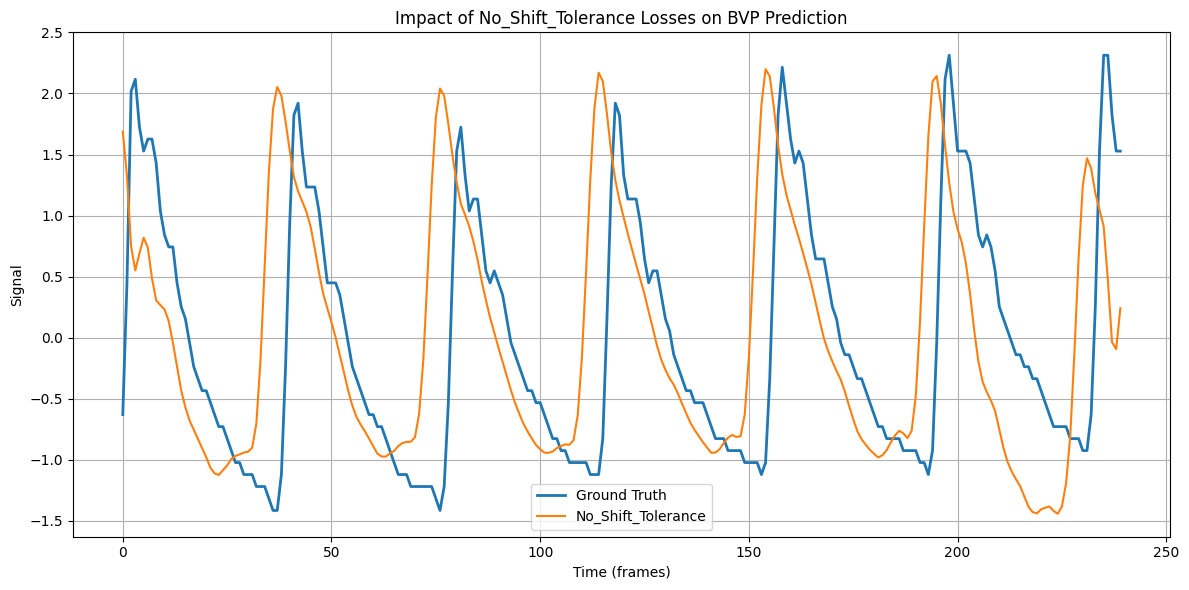 Impact of No_Shift_Tolerance Losses on BVP Prediction
Signal
2.5
2.0
1.5
1.0
0.5
0.0
−0.5
−1.0
−1.5
Ground Truth
No_Shift_Tolerance
0 50 100 150 200 250
Time (frames)